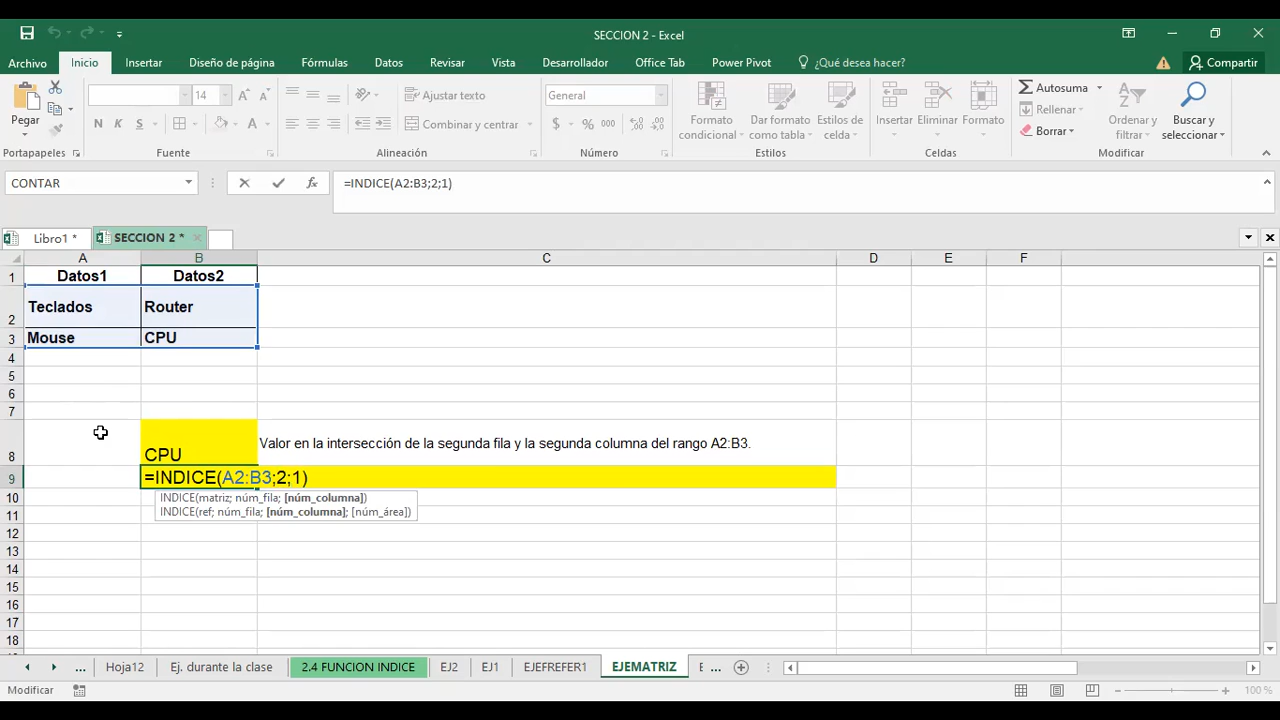 SECCION 2 - Excel
Archivo Inicio Insertar Diseño de página Fórmulas Datos Revisar Vista Desarrollador Office Tab Power Pivot ¿Qué desea hacer? Compartir
Pegar
Portapapeles
14 A A
N K S A
Fuente
Ajustar texto
Combinar y centrar
Alineación
General
$ % 000
Número
Formato condicional
Dar formato como tabla
Estilos de celda
Estilos
Insertar Eliminar Formato
Celdas
Autosuma
Rellenar
Borrar
Ordenar y filtrar
Buscar y seleccionar
Modificar
CONTAR fx =INDICE(A2:B3;2;1)
Libro1 * SECCION 2 *
A B C D E F
1 Datos1 Datos2
2 Teclados Router
3 Mouse CPU
4
5
6
7
8 CPU Valor en la intersección de la segunda fila y la segunda columna del rango A2:B3.
9 =INDICE(A2:B3;2;1)
10 INDICE(matriz; núm_fila; [núm_columna])
11 INDICE(ref; núm_fila; [núm_columna]; [núm_área])
12
13
14
15
16
17
18
... Hoja12 Ej. durante la clase 2.4 FUNCION INDICE EJ2 EJ1 EJEFREFER1 EJEMATRIZ E ...
Modificar 100 %